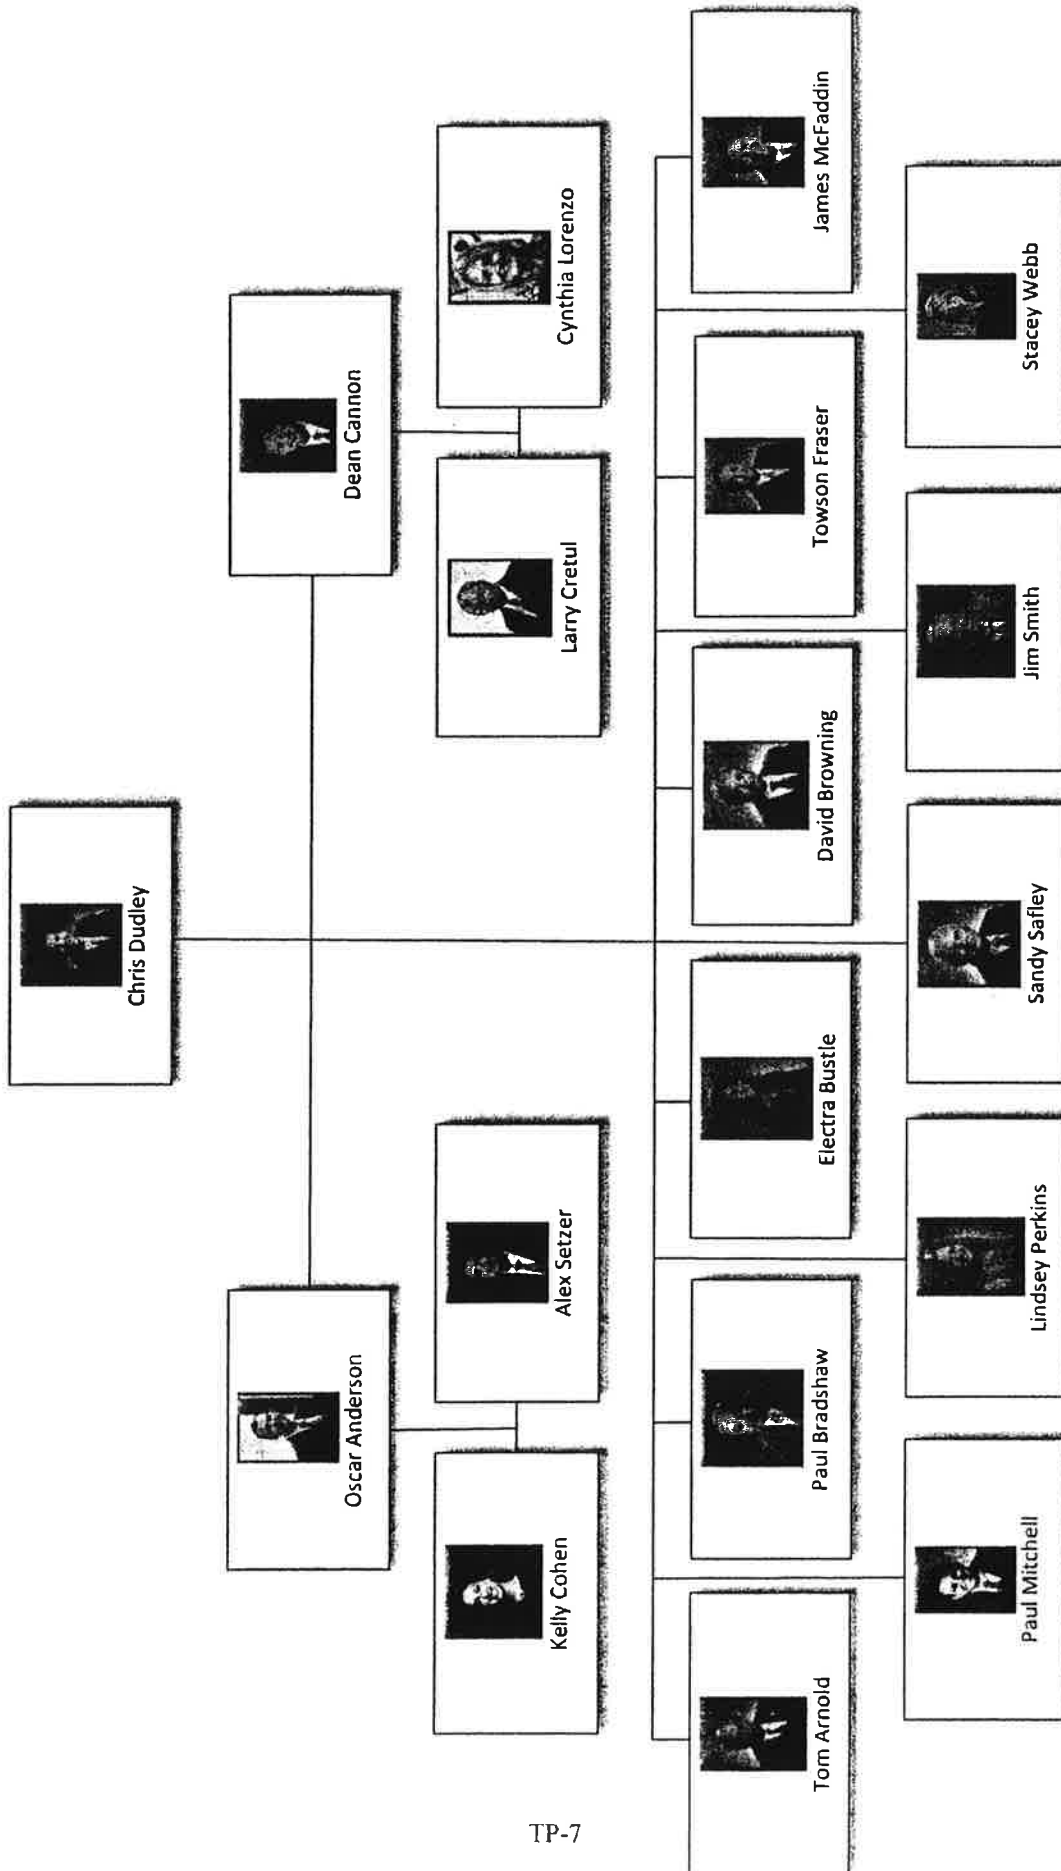 Chris Dudley
Oscar Anderson
Dean Cannon
Kelly Cohen
Alex Setzer
Larry Cretul
Cynthia Lorenzo
Tom Arnold
Paul Bradshaw
Electra Bustle
David Browning
Towson Fraser
James McFaddin
Paul Mitchell
Lindsey Perkins
Sandy Safley
Jim Smith
Stacey Webb
TP-7